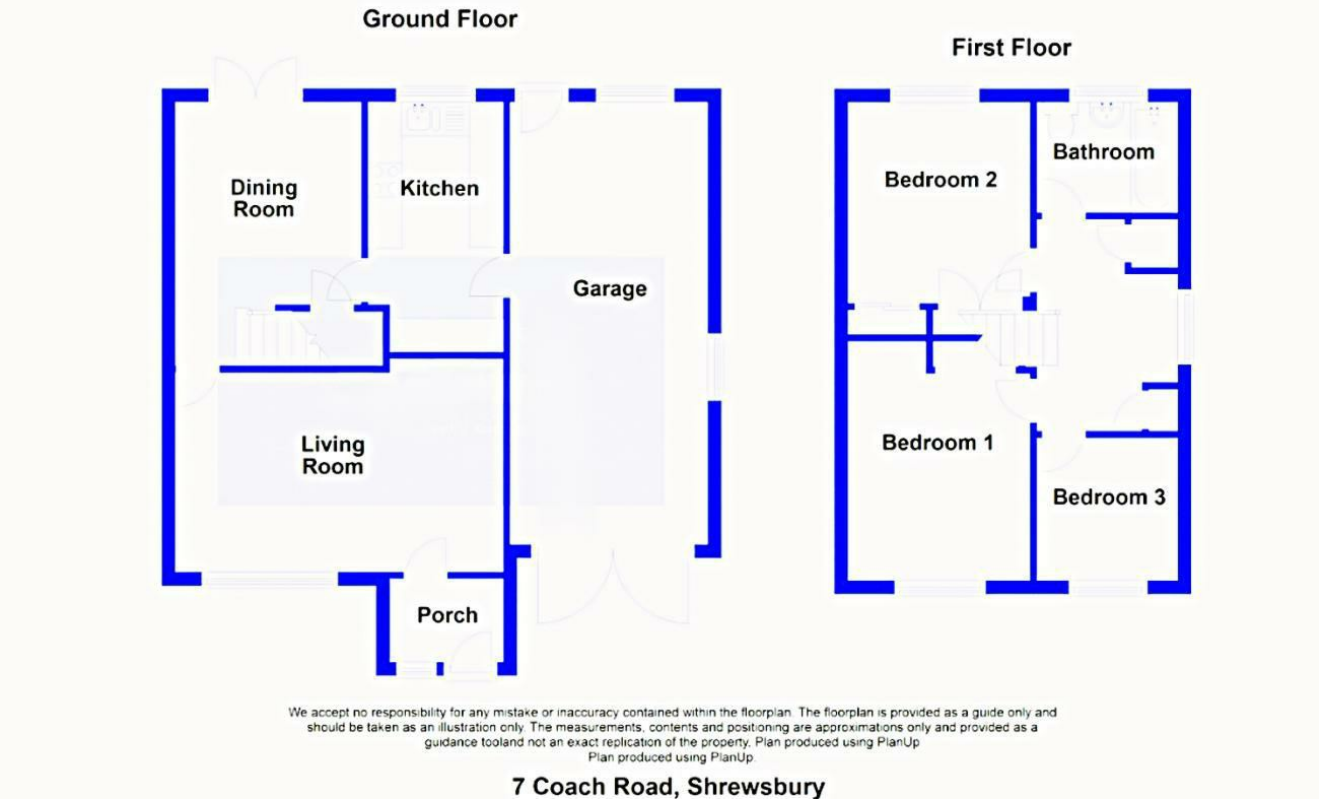 Ground Floor
First Floor
Dining
Room
Kitchen
Garage
Living
Room
Porch
Bedroom 2
Bathroom
Bedroom 1
Bedroom 3
We accept no responsibility for any mistake or inaccuracy contained within the floorplan. The floorplan is provided as a guide only and
should be taken as an illustration only. The measurements, contents and positioning are approximations only and provided as a
guidance tooland not an exact replication of the property. Plan produced using PlanUp
Plan produced using PlanUp.
7 Coach Road, Shrewsbury